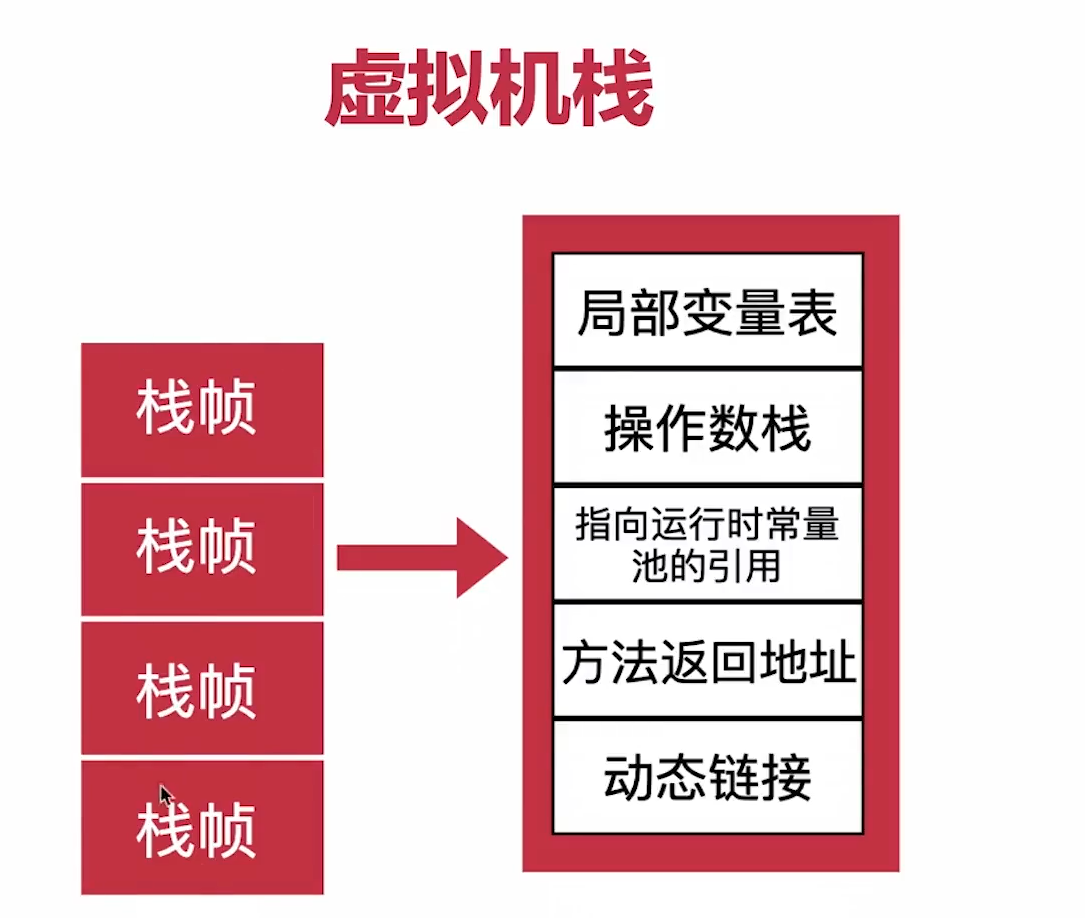 虚拟机栈
栈帧
栈帧
栈帧
栈帧
局部变量表
操作数栈
指向运行时常量
池的引用
方法返回地址
动态链接